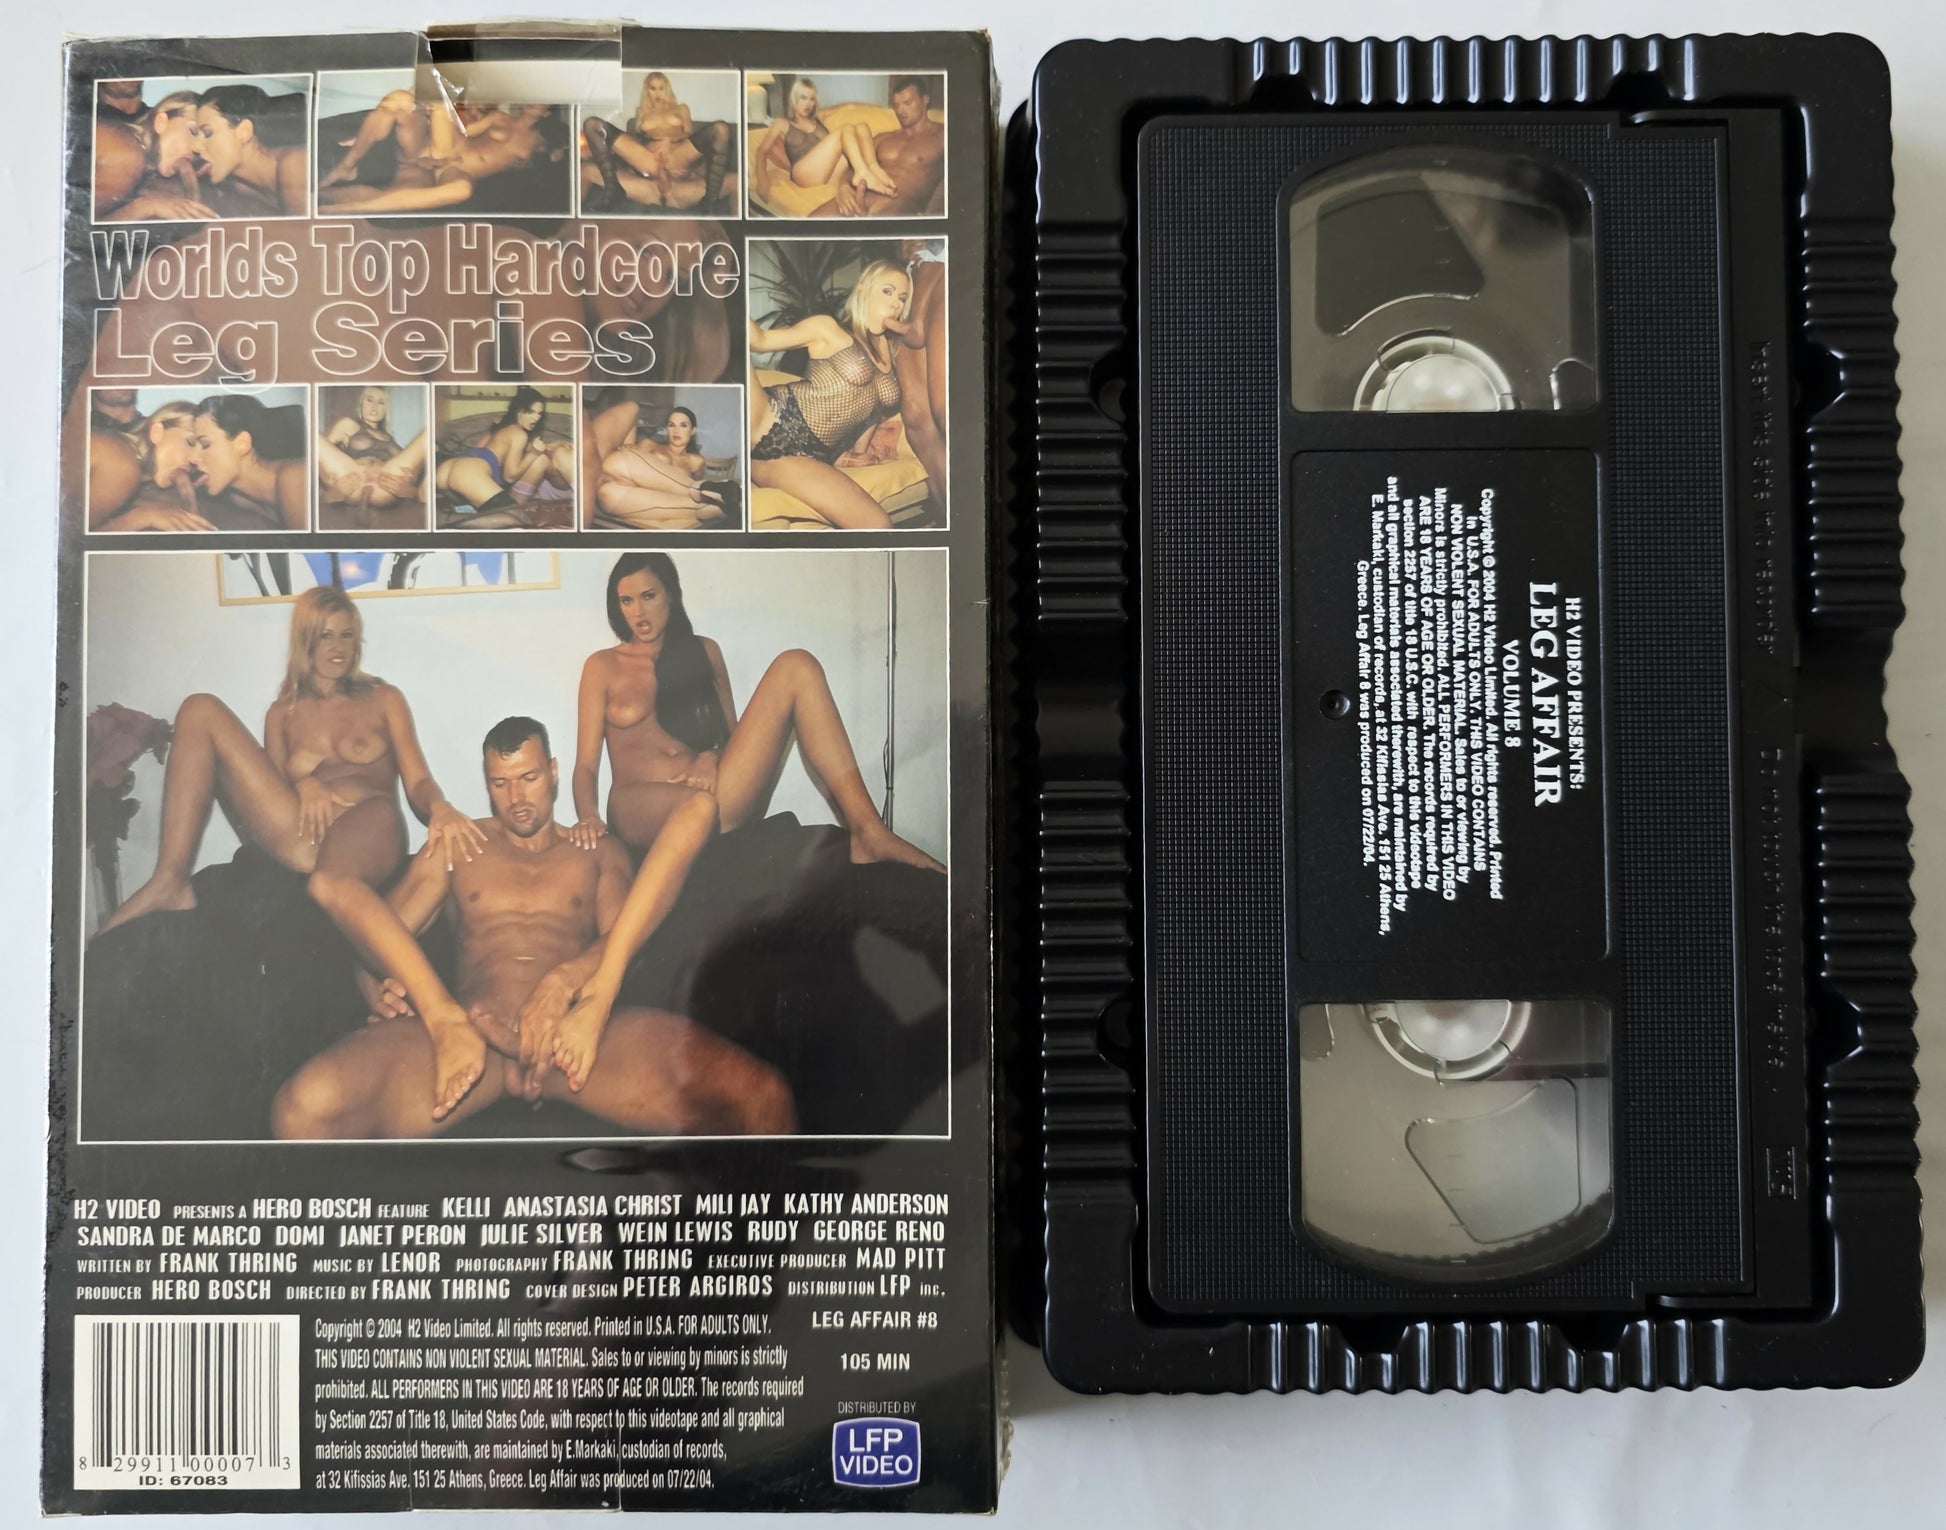 Worlds Top Hardcore
Leg Series
H2 VIDEO PRESENTS A HERO BOSCH FEATURE KELLI ANASTASIA CHRIST MILI JAY KATHY ANDERSON
SANDRA DE MARCO DOMI JANET PERON JULIE SILVER WEIN LEWIS RUDY GEORGE RENO
WRITTEN BY FRANK THRING MUSIC BY LENOR PHOTOGRAPHY FRANK THRING EXECUTIVE PRODUCER MAD PITT
PRODUCER HERO BOSCH DIRECTED BY FRANK THRING COVER DESIGN PETER ARGIROS DISTRIBUTION LFP inc.
8 29911 00007 3
ID: 67083
Copyright © 2004 H2 Video Limited. All rights reserved. Printed in U.S.A. FOR ADULTS ONLY.
THIS VIDEO CONTAINS NON VIOLENT SEXUAL MATERIAL. Sales to or viewing by minors is strictly
prohibited. ALL PERFORMERS IN THIS VIDEO ARE 18 YEARS OF AGE OR OLDER. The records required
by Section 2257 of Title 18, United States Code, with respect to this videotape and all graphical
materials associated therewith, are maintained by E.Markaki, custodian of records,
at 32 Kifissias Ave. 151 25 Athens, Greece. Leg Affair was produced on 07/22/04.
LEG AFFAIR #8
105 MIN
DISTRIBUTED BY
LFP
VIDEO
H2 VIDEO PRESENTS:
LEG AFFAIR
VOLUME 8
Copyright © 2004 H2 Video Limited. All rights reserved. Printed
in U.S.A. FOR ADULTS ONLY. THIS VIDEO CONTAINS
NON VIOLENT SEXUAL MATERIAL. Sales to or viewing by
Minors is strictly prohibited. ALL PERFORMERS IN THIS VIDEO
ARE 18 YEARS OF AGE OR OLDER. The records required by
section 2257 of title 18 U.S.C. with respect to this videotape
and all graphical materials associated therewith, are maintained by
E. Markaki, custodian of records, at 32 Kifissias Ave. 151 25 Athens,
Greece. Leg Affair 8 was produced on 07/22/04.